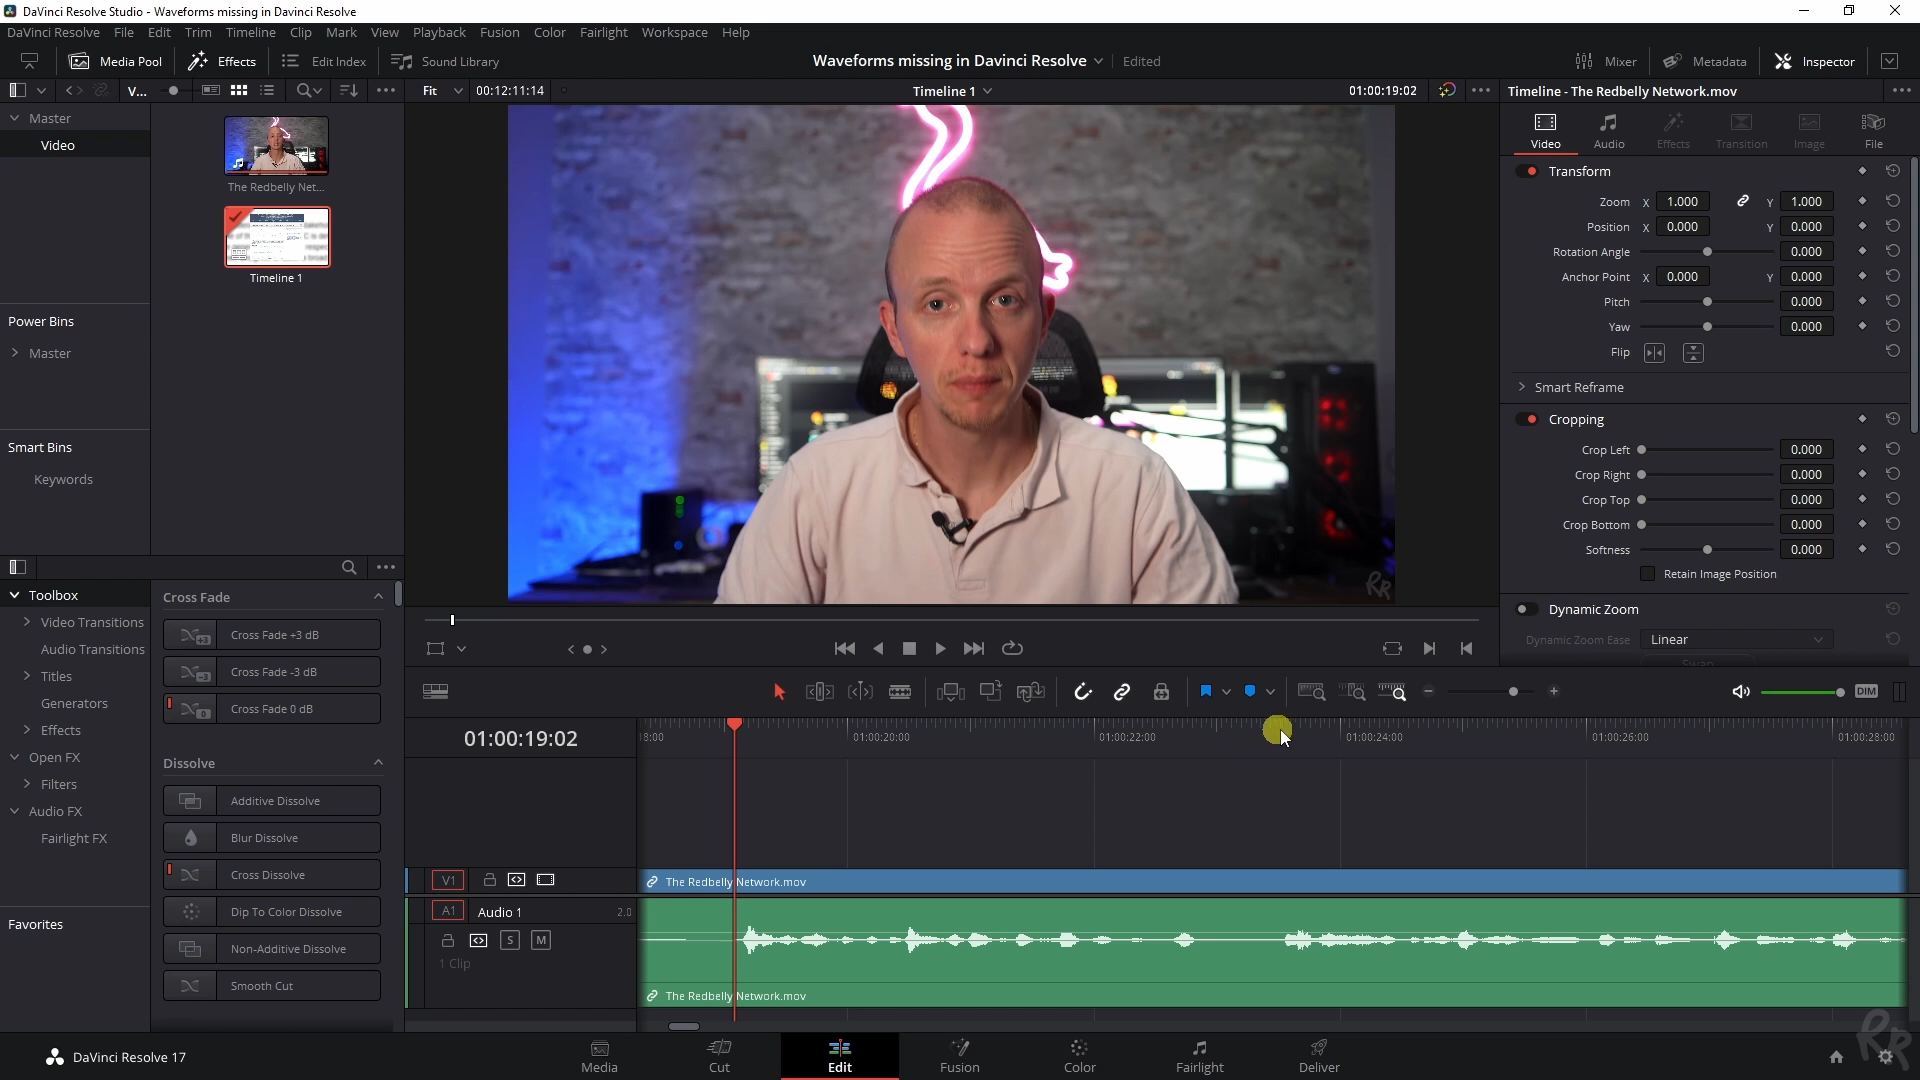 DaVinci Resolve Studio - Waveforms missing in Davinci Resolve
DaVinci Resolve File Edit Trim Timeline Clip Mark View Playback Fusion Color Fairlight Workspace Help
Media Pool Effects Edit Index Sound Library Waveforms missing in Davinci Resolve Edited Mixer Metadata Inspector
V... Fit 00:12:11:14 Timeline 1 01:00:19:02 Timeline - The Redbelly Network.mov
Master
Video
The Redbelly Net...
Timeline 1
Power Bins
Master
Smart Bins
Keywords
RR
Video Audio Effects Transition Image File
Transform
Zoom X 1.000 Y 1.000
Position X 0.000 Y 0.000
Rotation Angle 0.000
Anchor Point X 0.000 Y 0.000
Pitch 0.000
Yaw 0.000
Flip
Smart Reframe
Cropping
Crop Left 0.000
Crop Right 0.000
Crop Top 0.000
Crop Bottom 0.000
Softness 0.000
Retain Image Position
Dynamic Zoom
Dynamic Zoom Ease Linear
Swap
Toolbox
Video Transitions
Audio Transitions
Titles
Generators
Effects
Open FX
Filters
Audio FX
Fairlight FX
Favorites
Cross Fade
+3 Cross Fade +3 dB
-3 Cross Fade -3 dB
0 Cross Fade 0 dB
Dissolve
Additive Dissolve
Blur Dissolve
Cross Dissolve
Dip To Color Dissolve
Non-Additive Dissolve
Smooth Cut
DIM
01:00:19:02
18:00 01:00:20:00 01:00:22:00 01:00:24:00 01:00:26:00 01:00:28:00
V1 The Redbelly Network.mov
A1 Audio 1 2.0
S M
1 Clip
The Redbelly Network.mov
DaVinci Resolve 17
Media Cut Edit Fusion Color Fairlight Deliver
RR